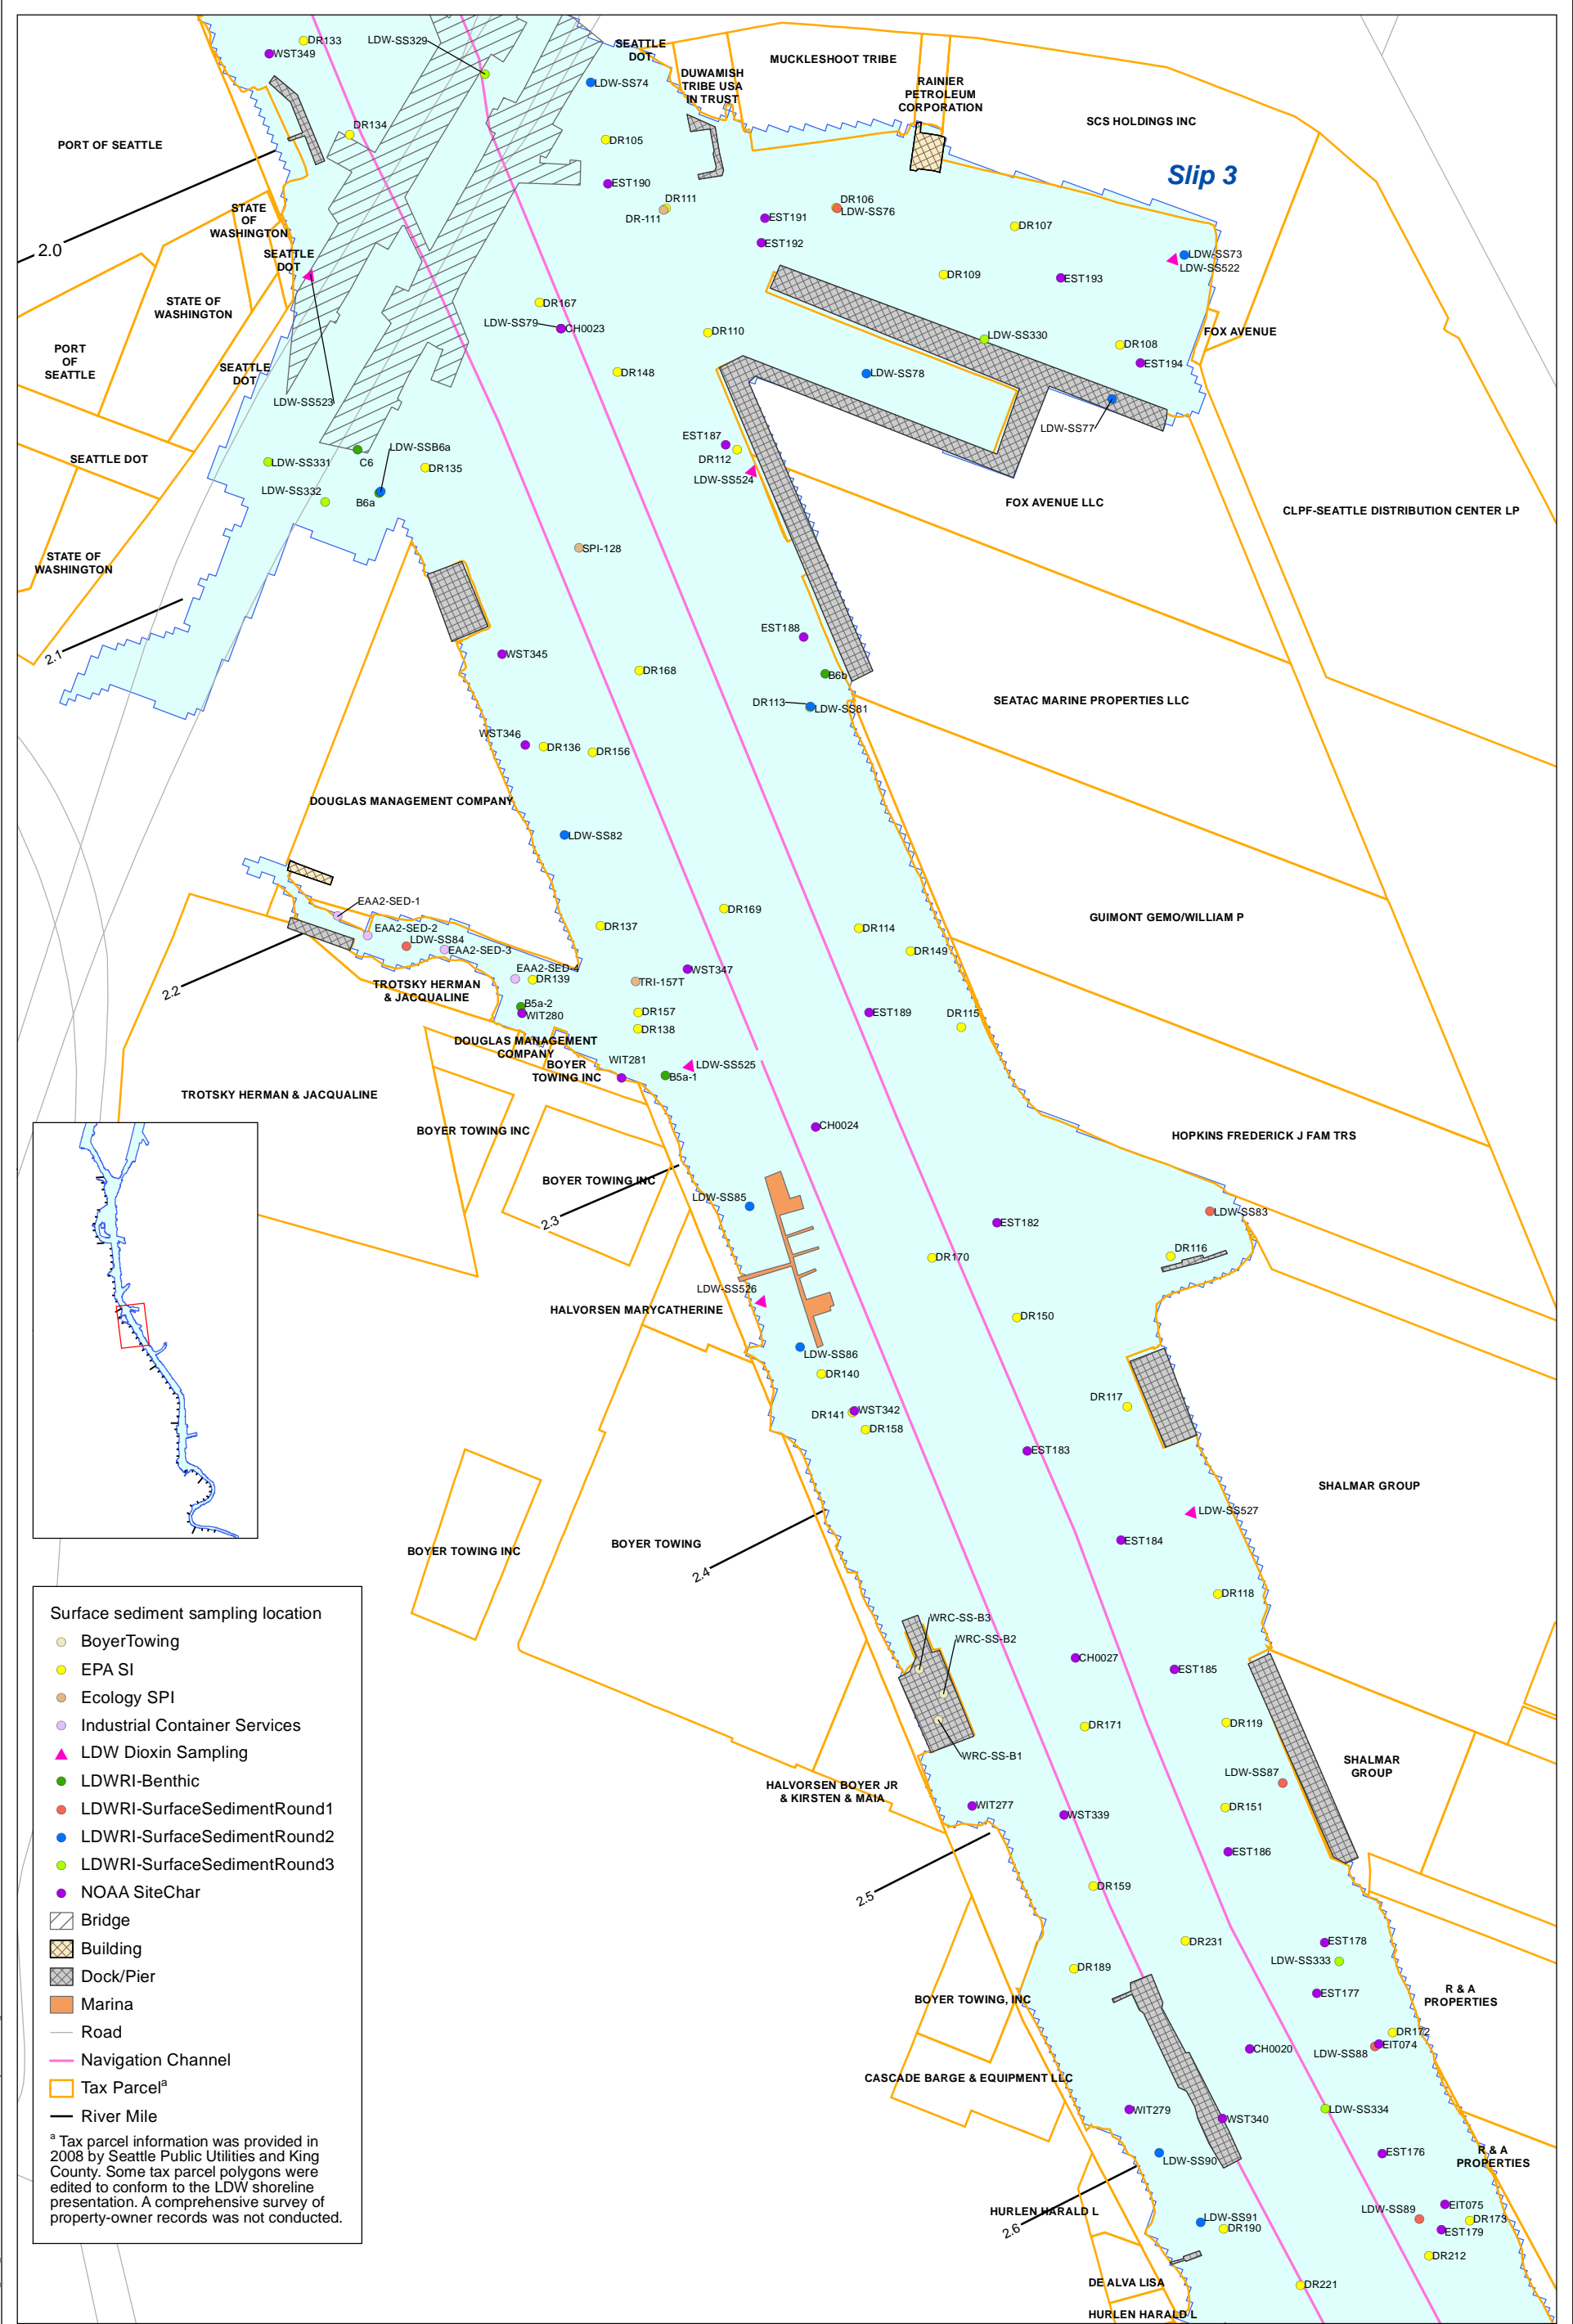 DR133
WST349
LDW-SS329
SEATTLE
DOT
LDW-SS74
DUWAMISH
TRIBE USA
IN TRUST
MUCKLESHOOT TRIBE
RAINIER
PETROLEUM
CORPORATION
SCS HOLDINGS INC
PORT OF SEATTLE
DR134
DR105
Slip 3
EST190
DR111
DR-111
DR106
LDW-SS76
EST191
EST192
DR107
2.0
STATE
OF
WASHINGTON
SEATTLE
DOT
LDW-SS73
LDW-SS522
DR109
EST193
STATE OF
WASHINGTON
DR167
LDW-SS79
CH0023
DR110
LDW-SS330
DR108
FOX AVENUE
EST194
PORT
OF
SEATTLE
SEATTLE
DOT
DR148
LDW-SS78
LDW-SS523
LDW-SS77
EST187
DR112
LDW-SS524
LDW-SSB6a
SEATTLE DOT
LDW-SS331
C6
DR135
LDW-SS332
B6a
FOX AVENUE LLC
CLPF-SEATTLE DISTRIBUTION CENTER LP
STATE OF
WASHINGTON
SPI-128
2.1
EST188
WST345
DR168
B6b
DR113
LDW-SS81
SEATAC MARINE PROPERTIES LLC
WST346
DR136
DR156
DOUGLAS MANAGEMENT COMPANY
LDW-SS82
EAA2-SED-1
DR169
GUIMONT GEMO/WILLIAM P
EAA2-SED-2
LDW-SS84
EAA2-SED-3
DR137
DR114
DR149
2.2
TROTSKY HERMAN
& JACQUALINE
EAA2-SED-4
DR139
TRI-157T
WST347
B5a-2
WIT280
DR157
DR138
EST189
DR115
DOUGLAS MANAGEMENT
COMPANY
BOYER
TOWING INC
WIT281
LDW-SS525
B5a-1
TROTSKY HERMAN & JACQUALINE
BOYER TOWING INC
CH0024
HOPKINS FREDERICK J FAM TRS
BOYER TOWING INC
LDW-SS85
2.3
LDW-SS83
EST182
DR116
DR170
LDW-SS526
HALVORSEN MARYCATHERINE
DR150
LDW-SS86
DR140
DR141
WST342
DR158
DR117
EST183
SHALMAR GROUP
LDW-SS527
BOYER TOWING INC
BOYER TOWING
2.4
EST184
DR118
WRC-SS-B3
WRC-SS-B2
CH0027
EST185
DR171
DR119
WRC-SS-B1
LDW-SS87
SHALMAR
GROUP
HALVORSEN BOYER JR
& KIRSTEN & MAIA
WIT277
WST339
DR151
EST186
2.5
DR159
DR231
EST178
LDW-SS333
DR189
EST177
R & A
PROPERTIES
BOYER TOWING, INC
DR172
EIT074
LDW-SS88
CH0020
CASCADE BARGE & EQUIPMENT LLC
WIT279
WST340
LDW-SS334
LDW-SS90
EST176
R & A
PROPERTIES
HURLEN HARALD L
2.6
LDW-SS91
DR190
LDW-SS89
EIT075
DR173
EST179
DR212
DE ALVA LISA
DR221
HURLEN HARALD L
Surface sediment sampling location
BoyerTowing
EPA SI
Ecology SPI
Industrial Container Services
LDW Dioxin Sampling
LDWRI-Benthic
LDWRI-SurfaceSedimentRound1
LDWRI-SurfaceSedimentRound2
LDWRI-SurfaceSedimentRound3
NOAA SiteChar
Bridge
Building
Dock/Pier
Marina
Road
Navigation Channel
Tax Parcel^a
River Mile
^a Tax parcel information was provided in
2008 by Seattle Public Utilities and King
County. Some tax parcel polygons were
edited to conform to the LDW shoreline
presentation. A comprehensive survey of
property-owner records was not conducted.